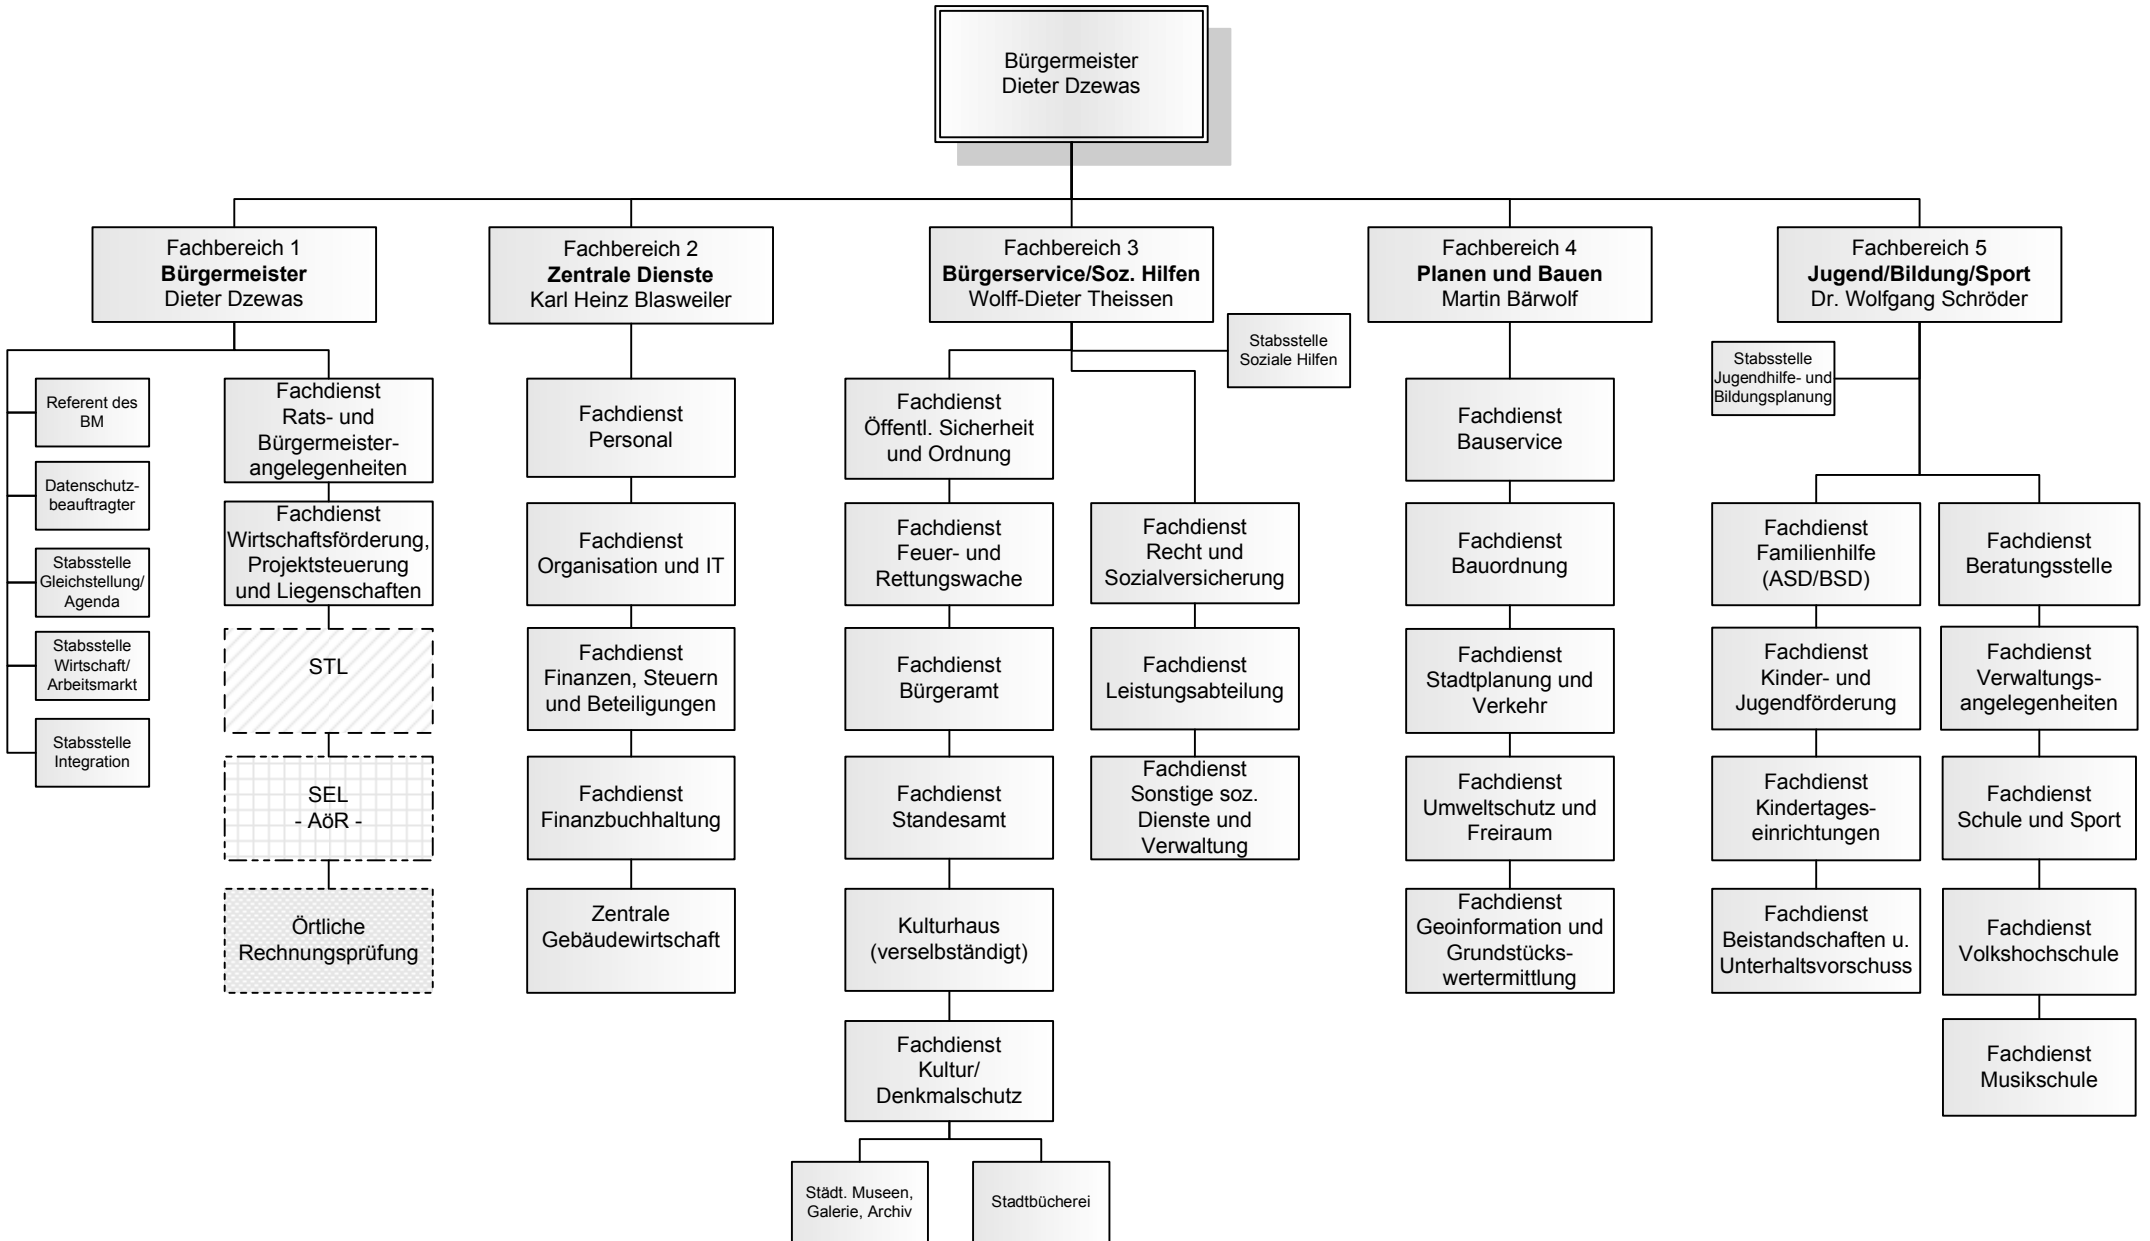 Bürgermeister
Dieter Dzewas
Fachbereich 1
Bürgermeister
Dieter Dzewas
Fachbereich 2
Zentrale Dienste
Karl Heinz Blasweiler
Fachbereich 3
Bürgerservice/Soz. Hilfen
Wolff-Dieter Theissen
Fachbereich 4
Planen und Bauen
Martin Bärwolf
Fachbereich 5
Jugend/Bildung/Sport
Dr. Wolfgang Schröder
Referent des
BM
Datenschutz-
beauftragter
Stabsstelle
Gleichstellung/
Agenda
Stabsstelle
Wirtschaft/
Arbeitsmarkt
Stabsstelle
Integration
Fachdienst
Rats- und
Bürgermeister-
angelegenheiten
Fachdienst
Wirtschaftsförderung,
Projektsteuerung
und Liegenschaften
STL
SEL
- AöR -
Örtliche
Rechnungsprüfung
Fachdienst
Personal
Fachdienst
Organisation und IT
Fachdienst
Finanzen, Steuern
und Beteiligungen
Fachdienst
Finanzbuchhaltung
Zentrale
Gebäudewirtschaft
Stabsstelle
Soziale Hilfen
Fachdienst
Öffentl. Sicherheit
und Ordnung
Fachdienst
Feuer- und
Rettungswache
Fachdienst
Bürgeramt
Fachdienst
Standesamt
Kulturhaus
(verselbständigt)
Fachdienst
Kultur/
Denkmalschutz
Städt. Museen,
Galerie, Archiv
Stadtbücherei
Fachdienst
Recht und
Sozialversicherung
Fachdienst
Leistungsabteilung
Fachdienst
Sonstige soz.
Dienste und
Verwaltung
Fachdienst
Bauservice
Fachdienst
Bauordnung
Fachdienst
Stadtplanung und
Verkehr
Fachdienst
Umweltschutz und
Freiraum
Fachdienst
Geoinformation und
Grundstücks-
wertermittlung
Stabsstelle
Jugendhilfe- und
Bildungsplanung
Fachdienst
Familienhilfe
(ASD/BSD)
Fachdienst
Kinder- und
Jugendförderung
Fachdienst
Kindertages-
einrichtungen
Fachdienst
Beistandschaften u.
Unterhaltsvorschuss
Fachdienst
Beratungsstelle
Fachdienst
Verwaltungs-
angelegenheiten
Fachdienst
Schule und Sport
Fachdienst
Volkshochschule
Fachdienst
Musikschule